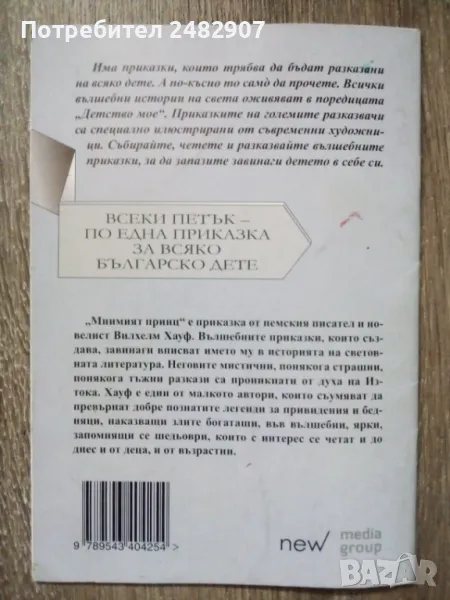 Потребител 2482907
Има приказки, които трябва да бъдат разказани
на всяко дете. А по-късно то само̀ да прочете. Всички
вълшебни истории на света оживяват в поредицата
„Детство мое“. Приказките на големите разказвачи
са специално илюстрирани от съвременни художни-
ци. Събирайте, четете и разказвайте вълшебните
приказки, за да запазите завинаги детето в себе си.
ВСЕКИ ПЕТЪК –
ПО ЕДНА ПРИКАЗКА
ЗА ВСЯКО
БЪЛГАРСКО ДЕТЕ
„Мнимият принц“ е приказка от немския писател и но-
велист Вилхелм Хауф. Вълшебните приказки, които съз-
дава, завинаги вписват името му в историята на светов-
ната литература. Неговите мистични, понякога страшни,
понякога тъжни разкази са проникнати от духа на Из-
тока. Хауф е един от малкото автори, които съумяват да
превърнат добре познатите легенди за привидения и бед-
няци, наказващи злите богаташи, във вълшебни, ярки,
запомнящи се шедьоври, които с интерес се четат и до
днес и от деца, и от възрастни.
9 789543 404254 >
new media
group
BAZAR